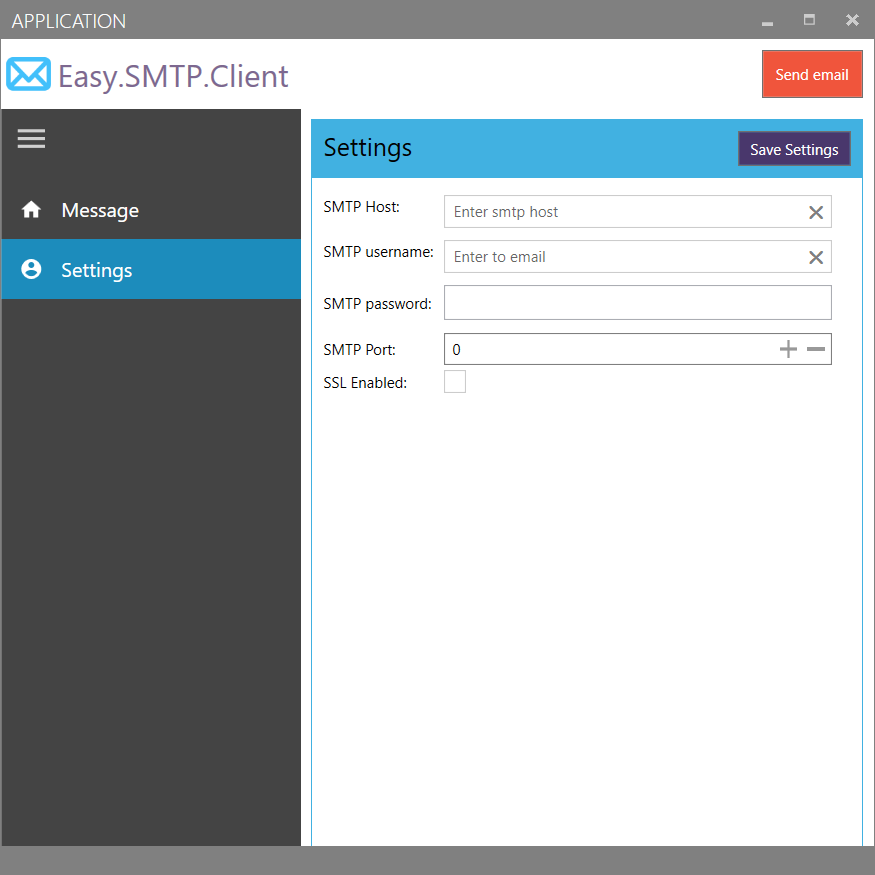 APPLICATION
Easy.SMTP.Client
Send email
Message
Settings
Settings
Save Settings
SMTP Host:
Enter smtp host
SMTP username:
Enter to email
SMTP password:
SMTP Port:
0
SSL Enabled: